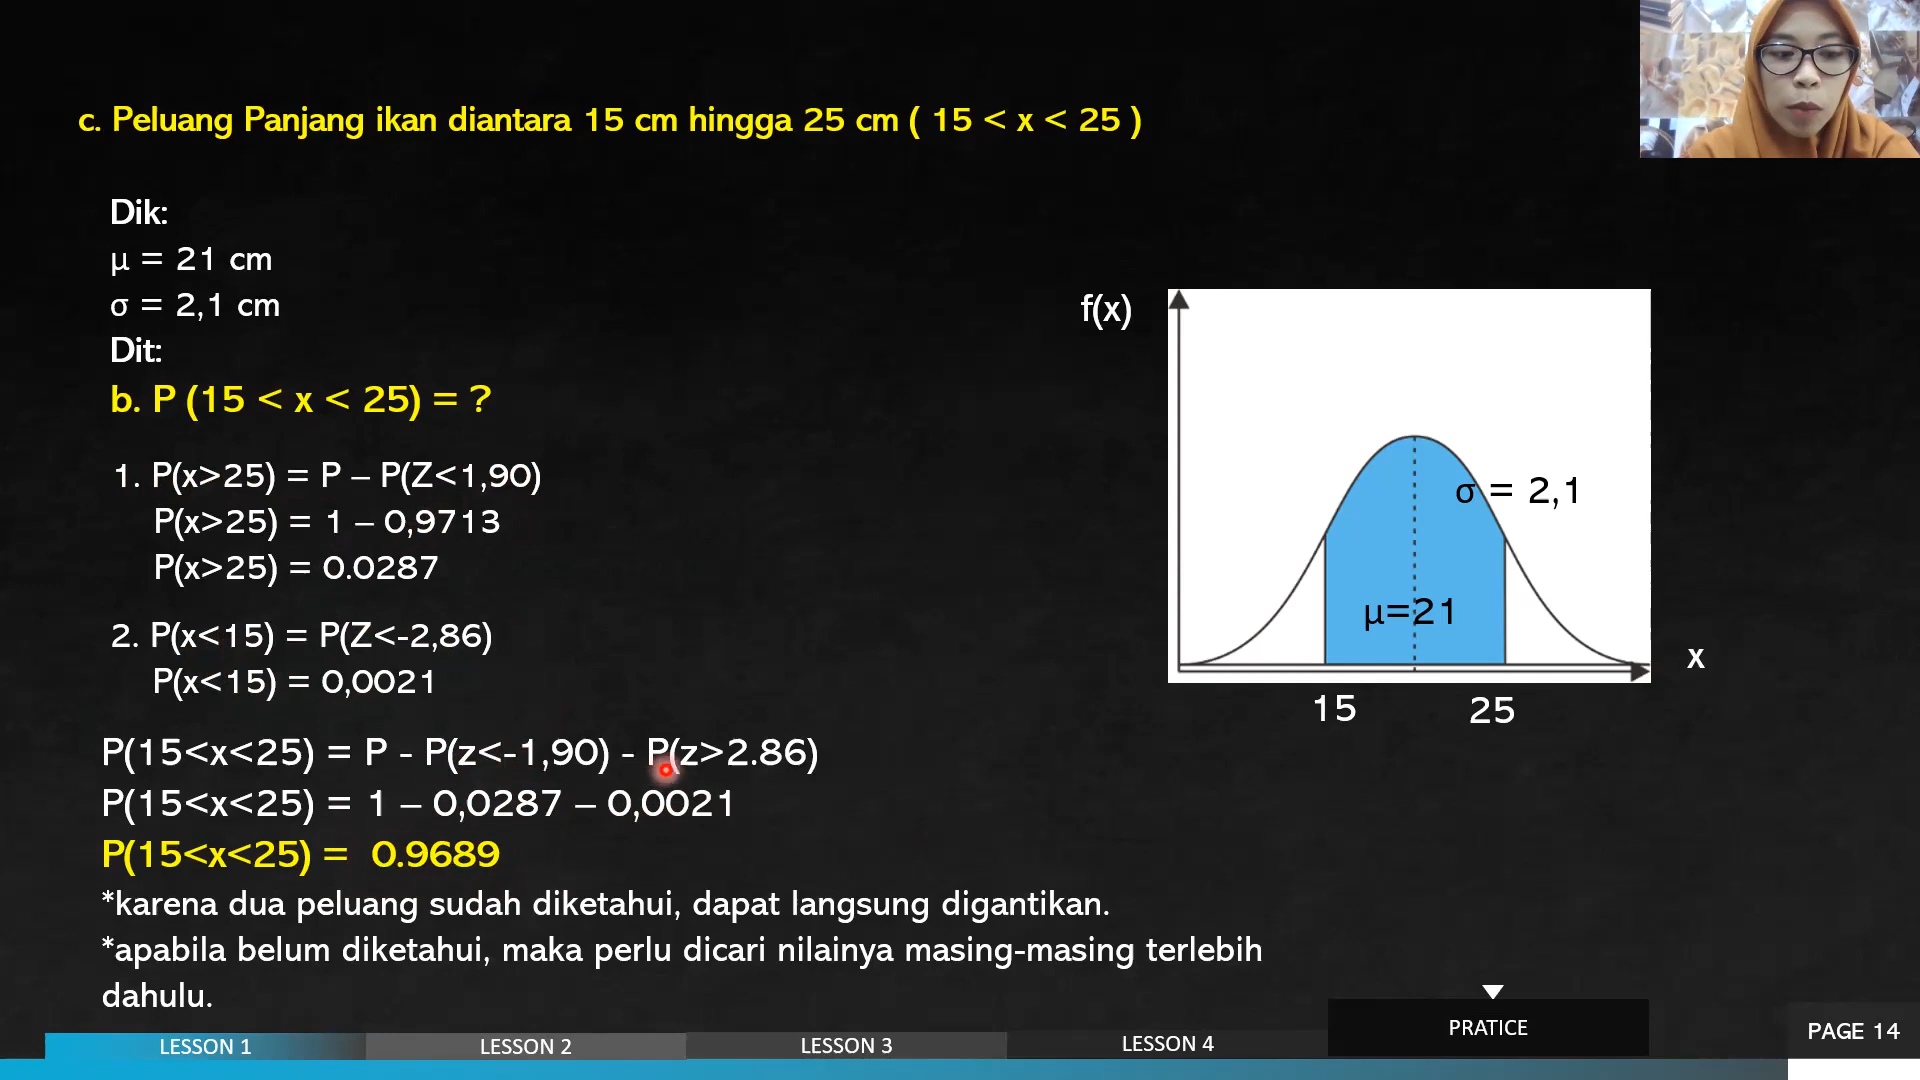 c. Peluang Panjang ikan diantara 15 cm hingga 25 cm ( 15 < x < 25 )
Dik:
µ = 21 cm
σ = 2,1 cm
Dit:
b. P (15 < x < 25) = ?
1. P(x>25) = P – P(Z<1,90)
P(x>25) = 1 – 0,9713
P(x>25) = 0.0287
2. P(x<15) = P(Z<-2,86)
P(x<15) = 0,0021
P(15<x<25) = P - P(z<-1,90) - P(z>2.86)
P(15<x<25) = 1 – 0,0287 – 0,0021
P(15<x<25) = 0.9689
*karena dua peluang sudah diketahui, dapat langsung digantikan.
*apabila belum diketahui, maka perlu dicari nilainya masing-masing terlebih
dahulu.
f(x)
σ = 2,1
µ=21
x
15
25
LESSON 1
LESSON 2
LESSON 3
LESSON 4
PRATICE
PAGE 14